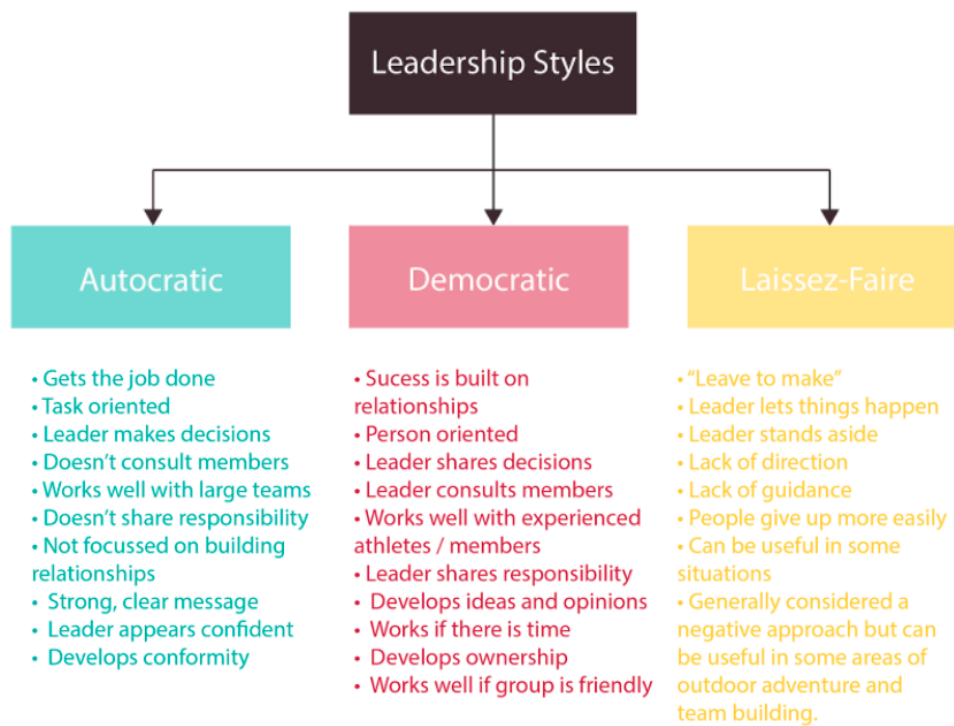 Leadership Styles
Autocratic
• Gets the job done
• Task oriented
• Leader makes decisions
• Doesn't consult members
• Works well with large teams
• Doesn't share responsibility
• Not focussed on building
relationships
• Strong, clear message
• Leader appears confident
• Develops conformity
Democratic
• Sucess is built on
relationships
• Person oriented
• Leader shares decisions
• Leader consults members
• Works well with experienced
athletes / members
• Leader shares responsibility
• Develops ideas and opinions
• Works if there is time
• Develops ownership
• Works well if group is friendly
Laissez-Faire
• “Leave to make”
• Leader lets things happen
• Leader stands aside
• Lack of direction
• Lack of guidance
• People give up more easily
• Can be useful in some
situations
• Generally considered a
negative approach but can
be useful in some areas of
outdoor adventure and
team building.